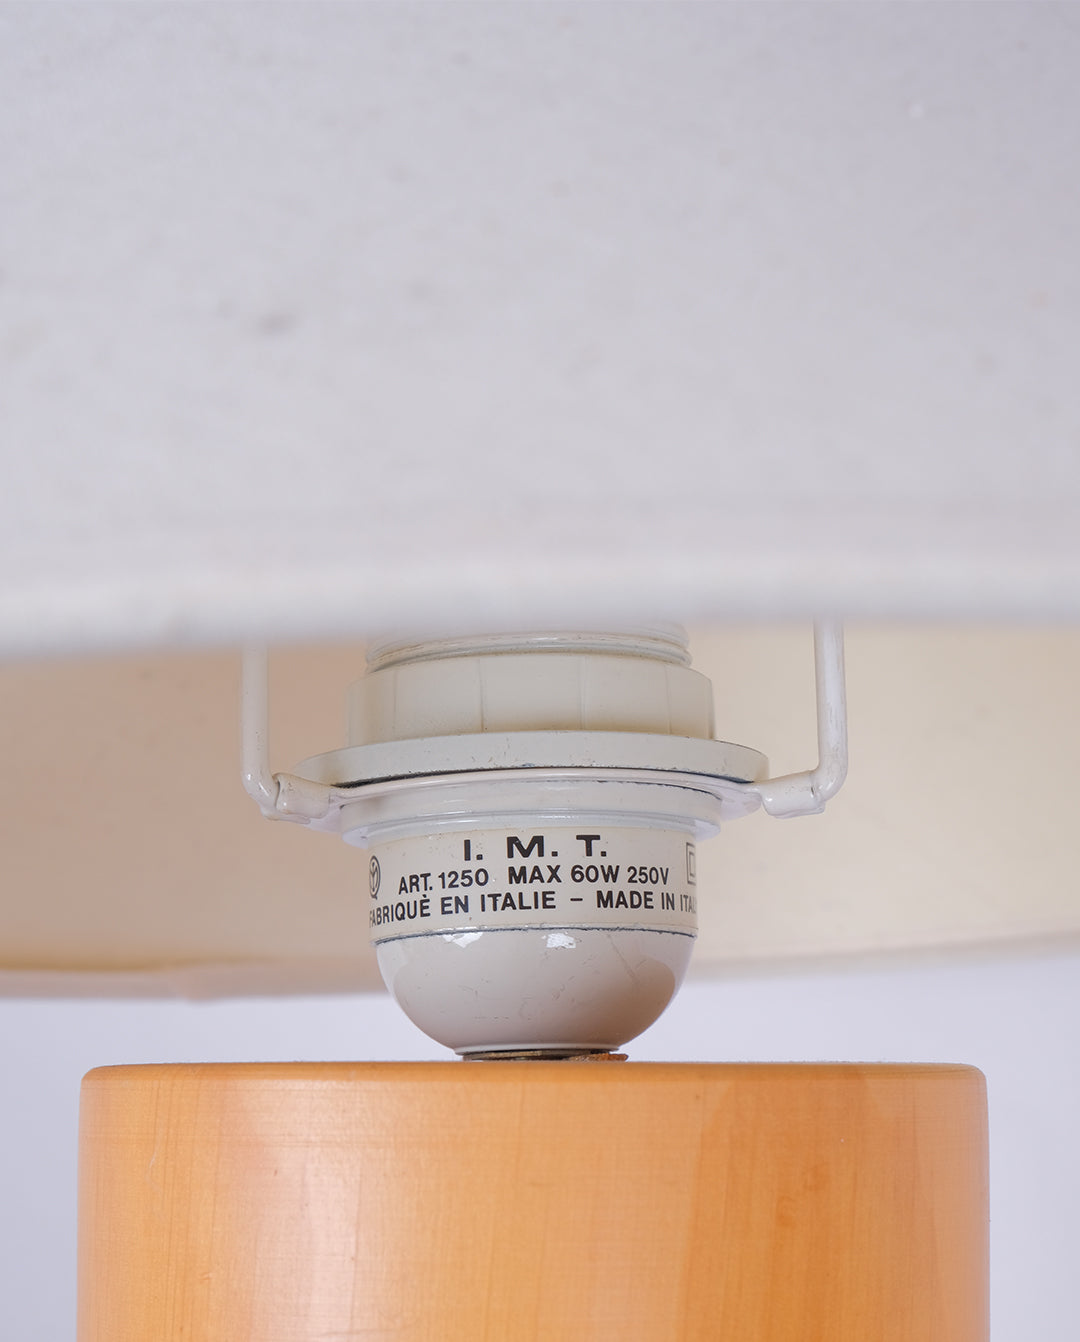 I. M. T.
ART. 1250 MAX 60W 250V
FABRIQUÈ EN ITALIE – MADE IN ITAL